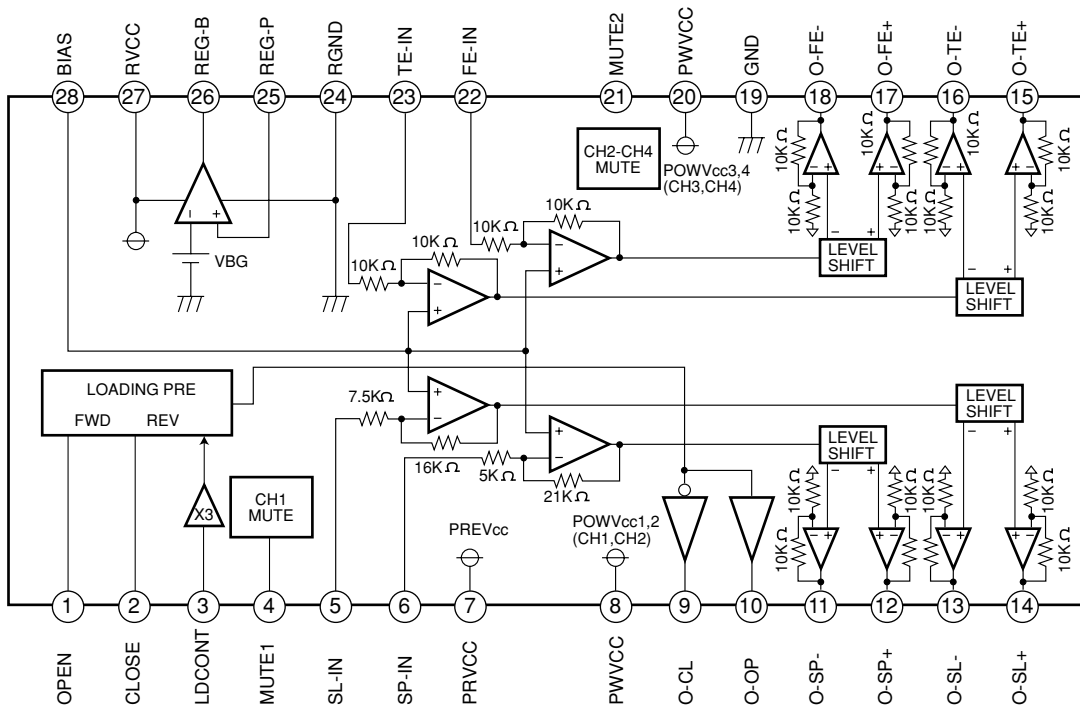 BIAS
RVCC
REG-B
REG-P
RGND
TE-IN
FE-IN
MUTE2
PWVCC
GND
O-FE-
O-FE+
O-TE-
O-TE+
28
27
26
25
24
23
22
21
20
19
18
17
16
15
CH2-CH4
MUTE
POWVcc3,4
(CH3,CH4)
10KΩ
10KΩ
10KΩ
10KΩ
10KΩ
10KΩ
10KΩ
10KΩ
- +
- +
- +
- +
- +
VBG
10KΩ
10KΩ
-
+
- +
LEVEL
SHIFT
10KΩ
10KΩ
-
+
- +
LEVEL
SHIFT
LOADING PRE
FWD REV
7.5KΩ
+
-
16KΩ
LEVEL
SHIFT
- +
5KΩ
+
-
21KΩ
LEVEL
SHIFT
- +
X3
CH1
MUTE
PREVcc
POWVcc1,2
(CH1,CH2)
10KΩ
10KΩ
10KΩ
10KΩ
10KΩ
10KΩ
10KΩ
10KΩ
- +
- +
- +
- +
1
2
3
4
5
6
7
8
9
10
11
12
13
14
OPEN
CLOSE
LDCONT
MUTE1
SL-IN
SP-IN
PRVCC
PWVCC
O-CL
O-OP
O-SP-
O-SP+
O-SL-
O-SL+